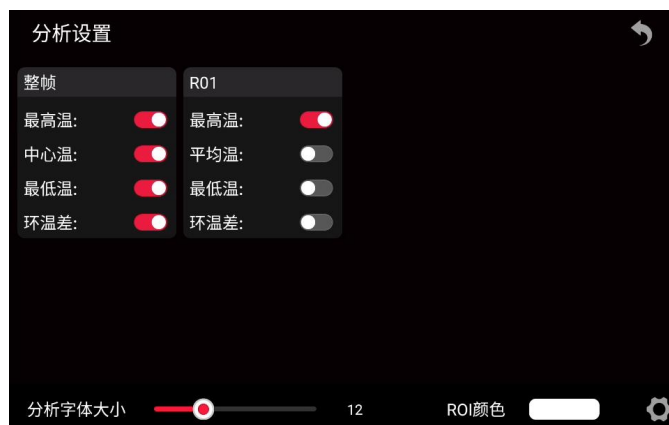 分析设置
整帧
最高温:
中心温:
最低温:
环温差:
R01
最高温:
平均温:
最低温:
环温差:
分析字体大小 12 ROI颜色